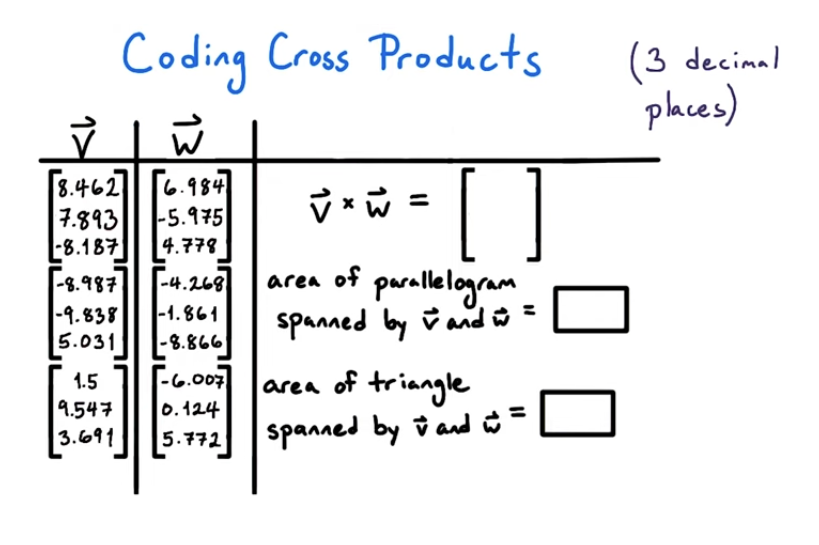 Coding Cross Products
(3 decimal
places)
V W
8.462 6.984
7.893 -5.975
-8.187 4.778
V × W =
-8.987 -4.268
-9.838 -1.861
5.031 -8.866
area of parallelogram
spanned by V and W =
1.5 -6.007
9.547 0.124
3.691 5.772
area of triangle
spanned by V and W =